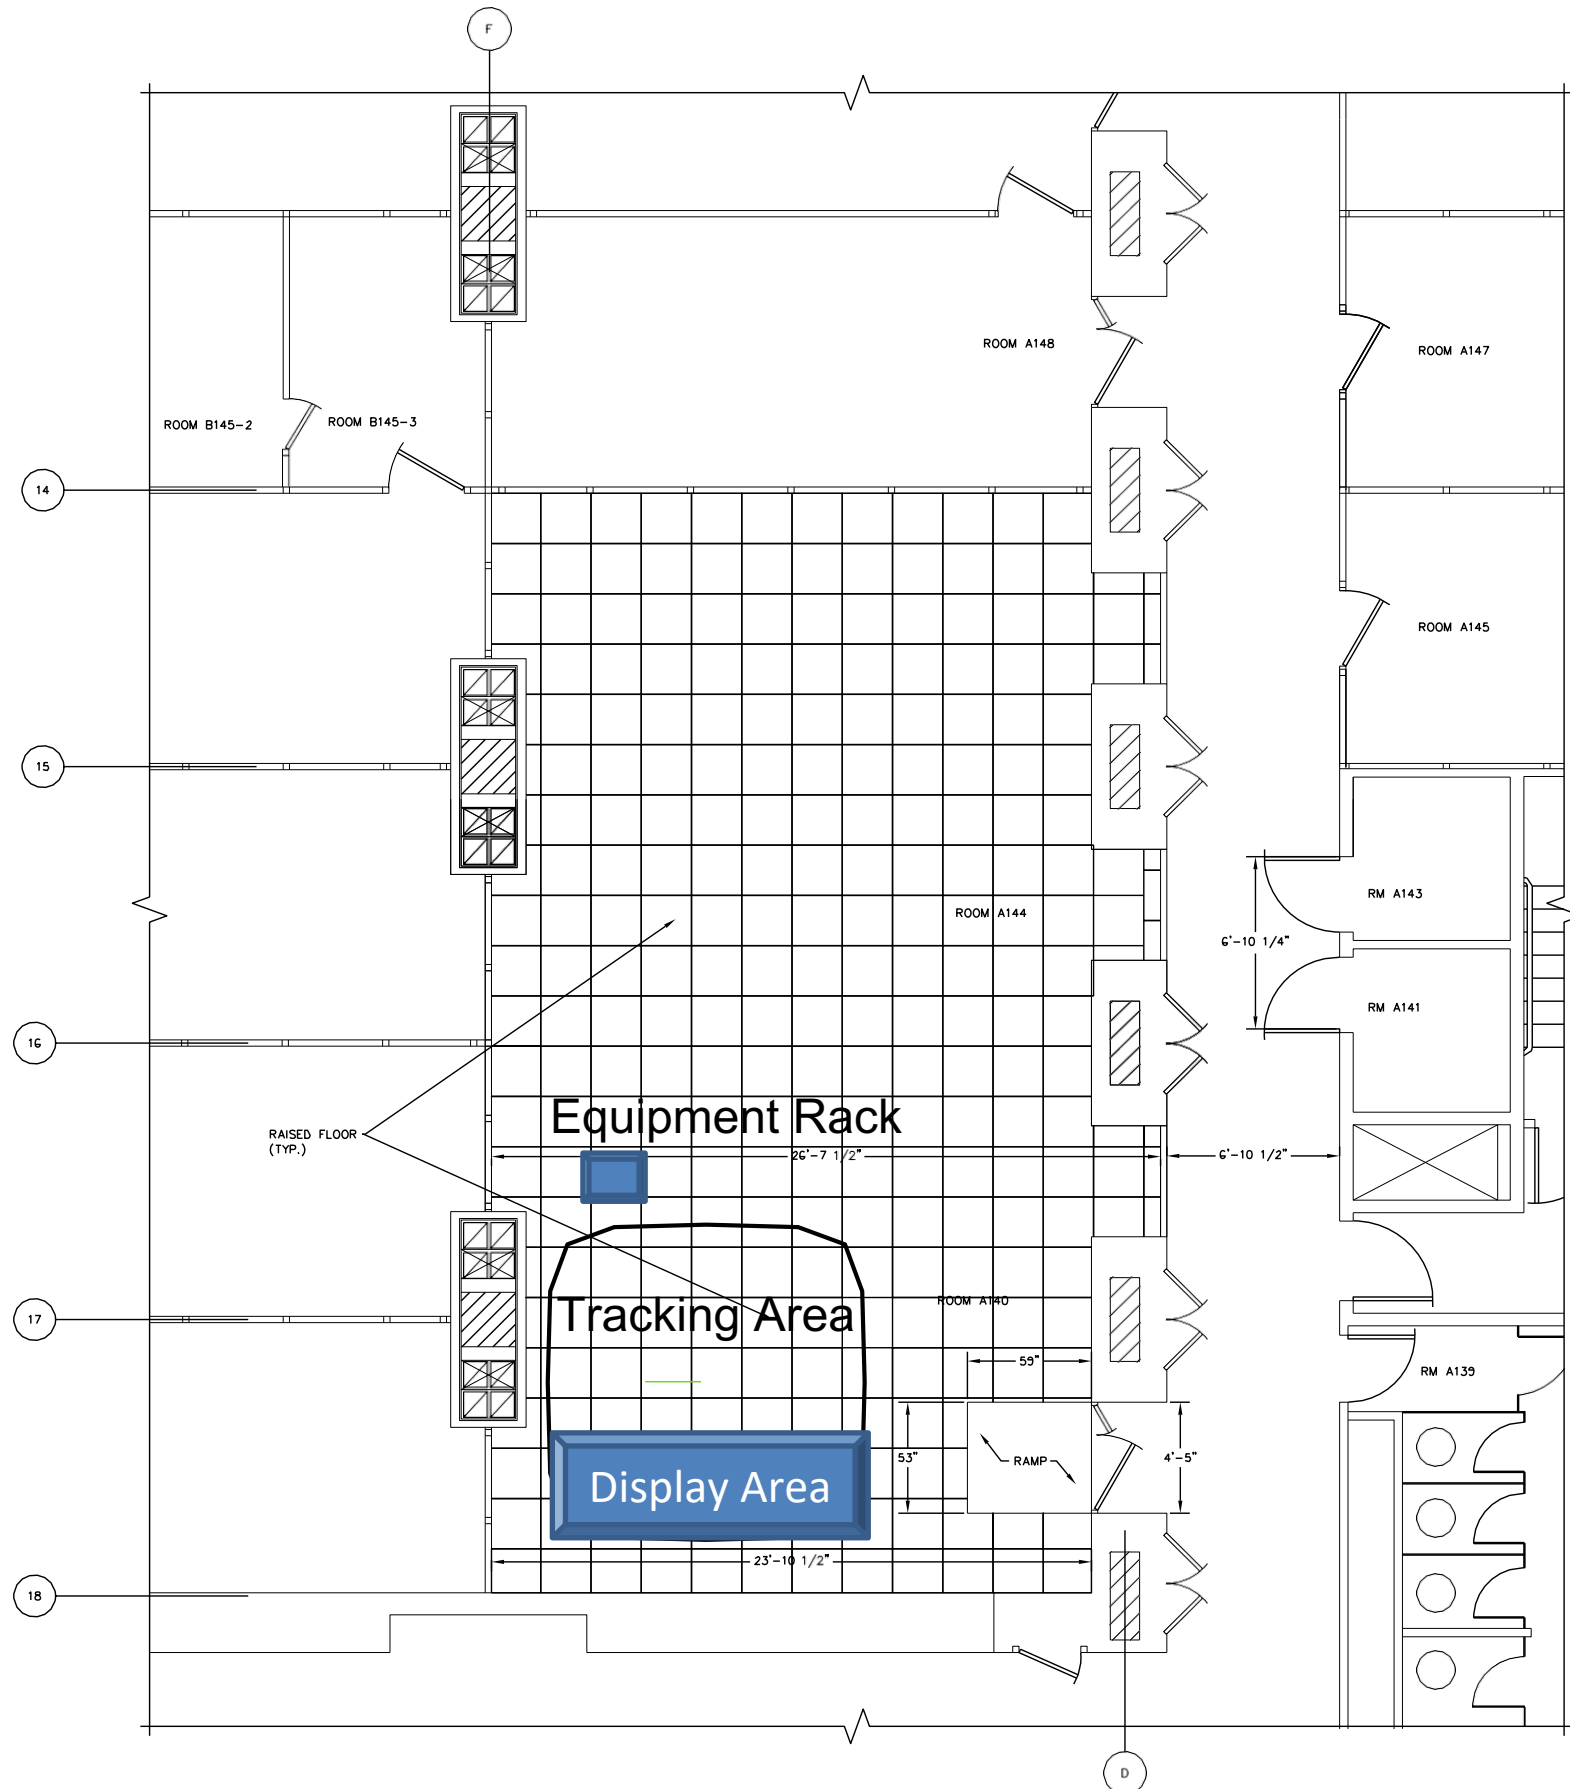 F
ROOM A148
ROOM A147
ROOM B145-2
ROOM B145-3
14
ROOM A145
15
RM A143
ROOM A144
6'-10 1/4"
RM A141
16
Equipment Rack
RAISED FLOOR
(TYP.)
26'-7 1/2"
6'-10 1/2"
ROOM A140
Tracking Area
17
59"
RM A139
53"
RAMP
4'-5"
Display Area
23'-10 1/2"
18
D